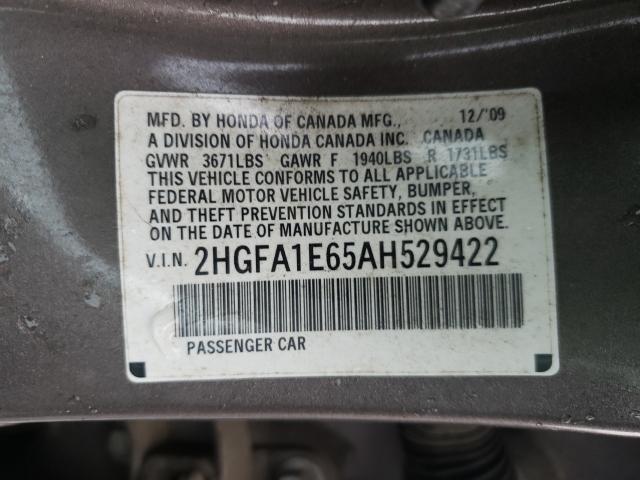 MFD. BY HONDA OF CANADA MFG., 12/'09
A DIVISION OF HONDA CANADA INC. CANADA
GVWR 3671LBS GAWR F 1940LBS R 1731LBS
THIS VEHICLE CONFORMS TO ALL APPLICABLE
FEDERAL MOTOR VEHICLE SAFETY, BUMPER,
AND THEFT PREVENTION STANDARDS IN EFFECT
ON THE DATE OF MANUFACTURE SHOWN ABOVE.
V.I.N. 2HGFA1E65AH529422
PASSENGER CAR